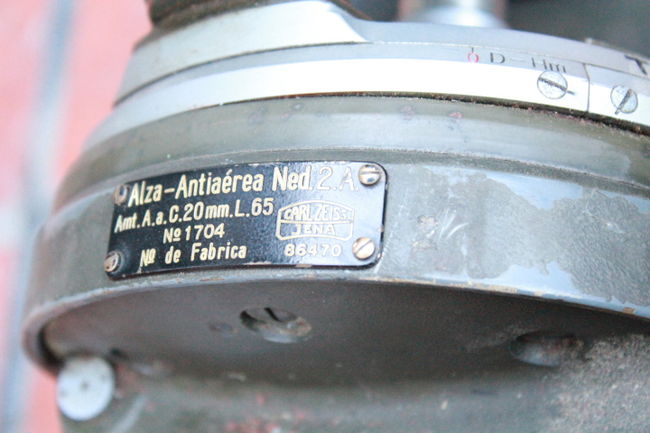 D-Hm
T
Alza-Antiaérea Ned. 2. A.
Amt. A.a.C. 20mm. L. 65
CARL ZEISS
JENA
Nº 1704
Nº de Fabrica 86470